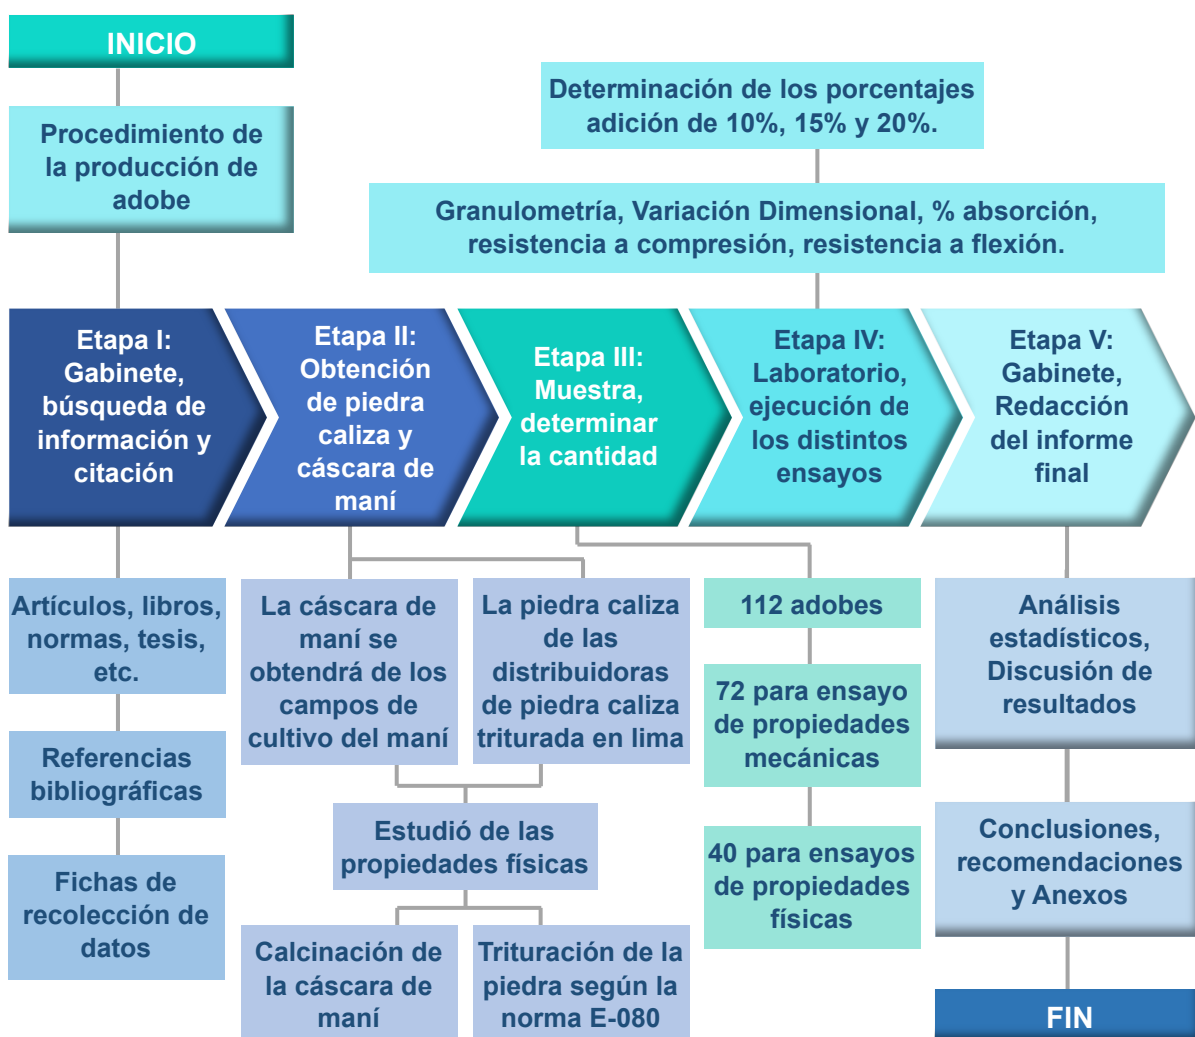 INICIO
Procedimiento de
la producción de
adobe
Determinación de los porcentajes
adición de 10%, 15% y 20%.
Granulometría, Variación Dimensional, % absorción,
resistencia a compresión, resistencia a flexión.
Etapa I:
Gabinete,
búsqueda de
información y
citación
Etapa II:
Obtención
de piedra
caliza y
cáscara de
maní
Etapa III:
Muestra,
determinar
la cantidad
Etapa IV:
Laboratorio,
ejecución de
los distintos
ensayos
Etapa V:
Gabinete,
Redacción
del informe
final
Artículos, libros,
normas, tesis,
etc.
Referencias
bibliográficas
Fichas de
recolección de
datos
La cáscara de
maní se
obtendrá de los
campos de
cultivo del maní
La piedra caliza
de las
distribuidoras
de piedra caliza
triturada en lima
Estudió de las
propiedades físicas
Calcinación de
la cáscara de
maní
Trituración de la
piedra según la
norma E-080
112 adobes
72 para ensayo
de propiedades
mecánicas
40 para ensayos
de propiedades
físicas
Análisis
estadísticos,
Discusión de
resultados
Conclusiones,
recomendaciones
y Anexos
FIN